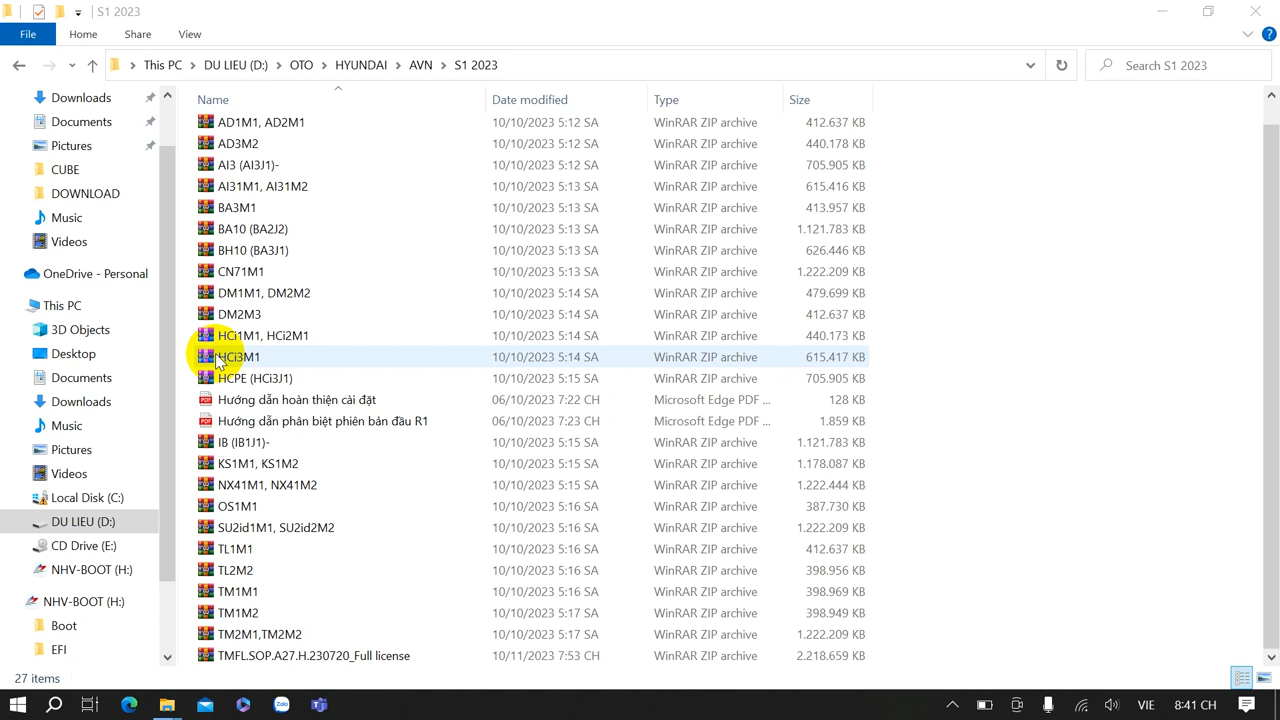 S1 2023
File Home Share View
This PC > DU LIEU (D:) > OTO > HYUNDAI > AVN > S1 2023 Search S1 2023
Name Date modified Type Size
AD1M1, AD2M1 10/10/2023 5:12 SA WinRAR ZIP archive 412.637 KB
AD3M2 10/10/2023 5:12 SA WinRAR ZIP archive 440.178 KB
AI3 (AI3J1)- 10/10/2023 5:12 SA WinRAR ZIP archive 705.905 KB
AI31M1, AI31M2 10/10/2023 5:13 SA WinRAR ZIP archive 615.416 KB
BA3M1 10/10/2023 5:13 SA WinRAR ZIP archive 413.957 KB
BA10 (BA2J2) 10/10/2023 5:13 SA WinRAR ZIP archive 1.121.783 KB
BH10 (BA3J1) 10/10/2023 5:13 SA WinRAR ZIP archive 626.446 KB
CN71M1 10/10/2023 5:13 SA WinRAR ZIP archive 1.222.209 KB
DM1M1, DM2M2 10/10/2023 5:14 SA WinRAR ZIP archive 479.699 KB
DM2M3 10/10/2023 5:14 SA WinRAR ZIP archive 412.637 KB
HCi1M1, HCi2M1 10/10/2023 5:14 SA WinRAR ZIP archive 440.173 KB
HCi3M1 10/10/2023 5:14 SA WinRAR ZIP archive 615.417 KB
HCPE (HCi3J1) 10/10/2023 5:15 SA WinRAR ZIP archive 705.905 KB
Hướng dẫn hoàn thiện cài đặt 06/10/2023 7:22 CH Microsoft Edge PDF ... 128 KB
Hướng dẫn phân biệt phiên bản đầu R1 06/10/2023 7:23 CH Microsoft Edge PDF ... 1.859 KB
IB (IB1J1)- 10/10/2023 5:15 SA WinRAR ZIP archive 1.121.783 KB
KS1M1, KS1M2 10/10/2023 5:15 SA WinRAR ZIP archive 1.178.087 KB
NX41M1, NX41M2 10/10/2023 5:15 SA WinRAR ZIP archive 1.222.444 KB
OS1M1 10/10/2023 5:16 SA WinRAR ZIP archive 387.730 KB
SU2id1M1, SU2id2M2 10/10/2023 5:16 SA WinRAR ZIP archive 1.222.209 KB
TL1M1 10/10/2023 5:16 SA WinRAR ZIP archive 412.637 KB
TL2M2 10/10/2023 5:16 SA WinRAR ZIP archive 398.956 KB
TM1M1 10/10/2023 5:16 SA WinRAR ZIP archive 398.969 KB
TM1M2 10/10/2023 5:17 SA WinRAR ZIP archive 398.949 KB
TM2M1,TM2M2 10/10/2023 5:17 SA WinRAR ZIP archive 1.222.209 KB
TMFL.SOP.A27.H.230720_Full license 10/11/2023 7:53 CH WinRAR ZIP archive 2.218.659 KB
Downloads
Documents
Pictures
CUBE
DOWNLOAD
Music
Videos
OneDrive - Personal
This PC
3D Objects
Desktop
Documents
Downloads
Music
Pictures
Videos
Local Disk (C:)
DU LIEU (D:)
CD Drive (E:)
NHV-BOOT (H:)
NHV-BOOT (H:)
Boot
EFI
27 items
Zalo
VIE 8:41 CH